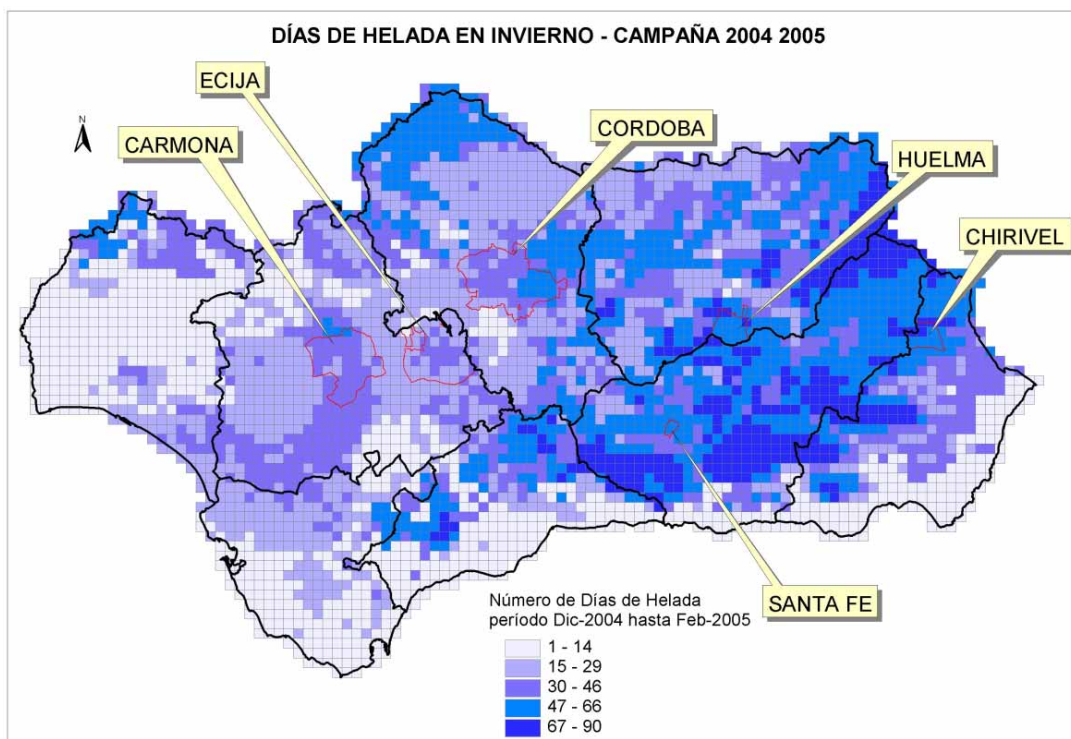 DÍAS DE HELADA EN INVIERNO - CAMPAÑA 2004 2005
ECIJA
CORDOBA
CARMONA
HUELMA
CHIRIVEL
SANTA FE
Número de Días de Helada
período Dic-2004 hasta Feb-2005
1 - 14
15 - 29
30 - 46
47 - 66
67 - 90
N